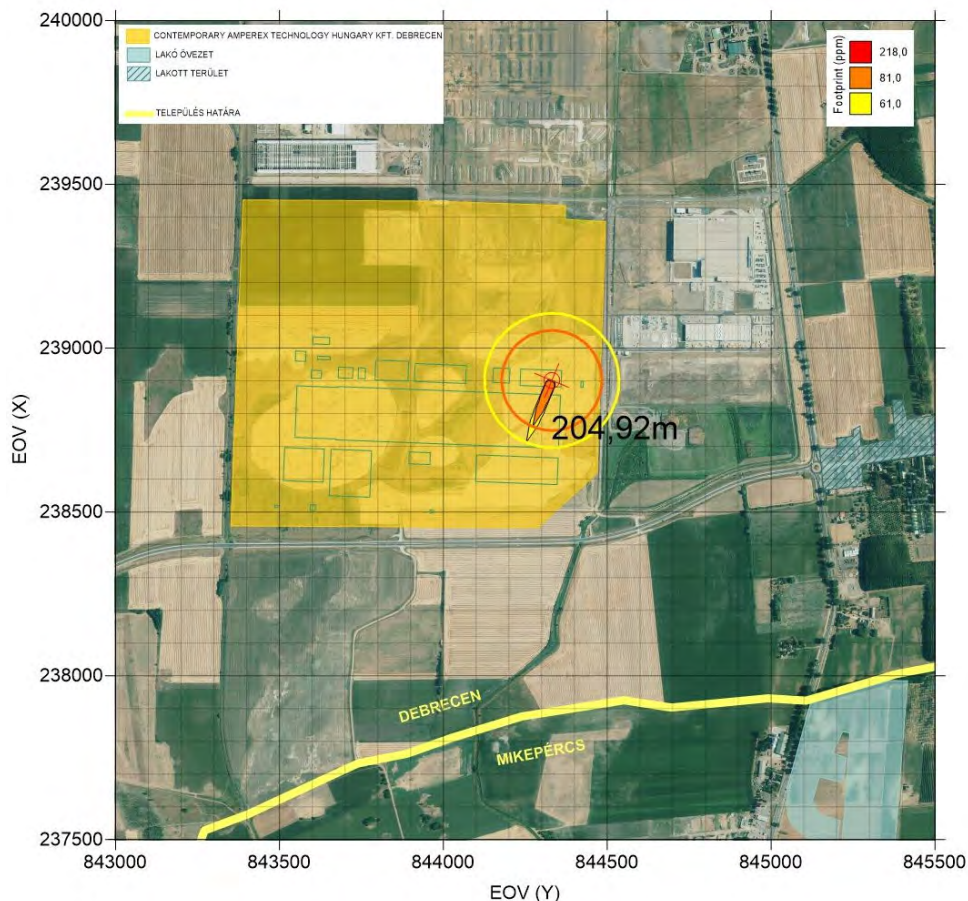 240000
239500
239000
238500
238000
237500
EOV (X)
843000
843500
844000
844500
845000
845500
EOV (Y)
CONTEMPORARY AMPEREX TECHNOLOGY HUNGARY KFT. DEBRECEN
LAKÓ ÖVEZET
LAKOTT TERÜLET
TELEPÜLÉS HATÁRA
Footprint (ppm)
218,0
81,0
61,0
204,92m
DEBRECEN
MIKEPÉRCS